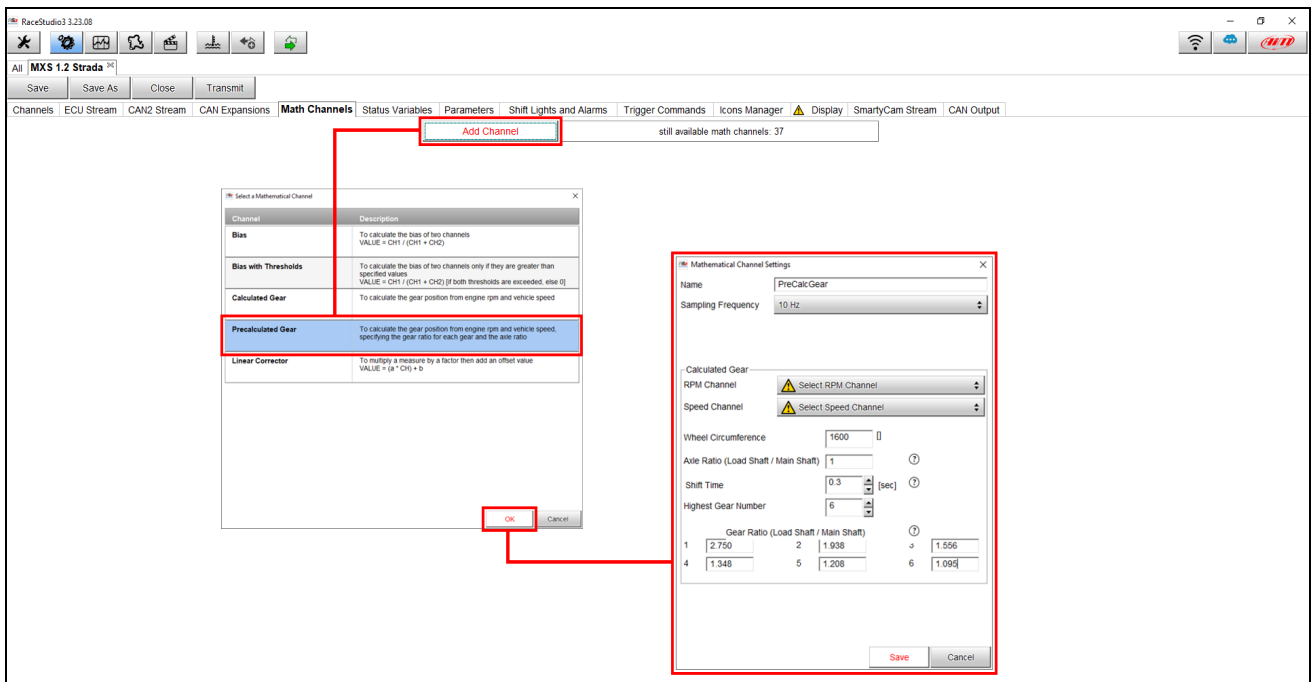 RaceStudio3 3.23.08
All MXS 1.2 Strada
Save Save As Close Transmit
Channels ECU Stream CAN2 Stream CAN Expansions Math Channels Status Variables Parameters Shift Lights and Alarms Trigger Commands Icons Manager Display SmartyCam Stream CAN Output
Add Channel still available math channels: 37
Select a Mathematical Channel
Channel Description
Bias To calculate the bias of two channels
VALUE = CH1 / (CH1 + CH2)
Bias with Thresholds To calculate the bias of two channels only if they are greater than
specified values
VALUE = CH1 / (CH1 + CH2) [if both thresholds are exceeded, else 0]
Calculated Gear To calculate the gear position from engine rpm and vehicle speed
Precalculated Gear To calculate the gear position from engine rpm and vehicle speed,
specifying the gear ratio for each gear and the axle ratio
Linear Corrector To multiply a measure by a factor then add an offset value
VALUE = (a * CH) + b
OK Cancel
Mathematical Channel Settings
Name PreCalcGear
Sampling Frequency 10 Hz
Calculated Gear
RPM Channel Select RPM Channel
Speed Channel Select Speed Channel
Wheel Circumference 1600 []
Axle Ratio (Load Shaft / Main Shaft) 1 ?
Shift Time 0.3 [sec] ?
Highest Gear Number 6
Gear Ratio (Load Shaft / Main Shaft) ?
1 2.750 2 1.938 3 1.556
4 1.348 5 1.208 6 1.095
Save Cancel